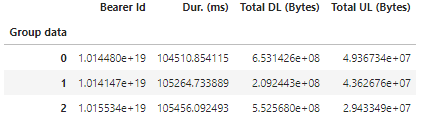 Bearer Id Dur. (ms) Total DL (Bytes) Total UL (Bytes)
Group data
0 1.014480e+19 104510.854115 6.531426e+08 4.936734e+07
1 1.014147e+19 105264.733889 2.092443e+08 4.362676e+07
2 1.015534e+19 105456.092493 5.525680e+08 2.943349e+07